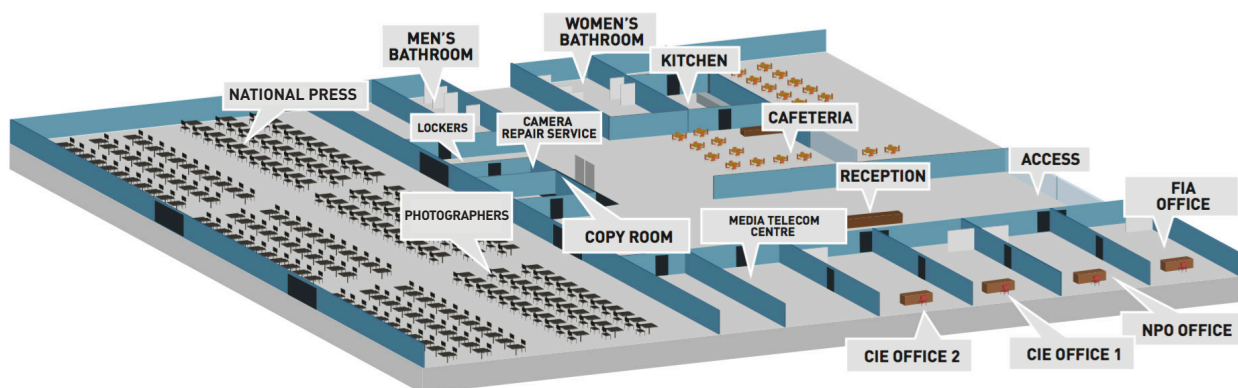 WOMEN'S
BATHROOM
MEN'S
BATHROOM
KITCHEN
NATIONAL PRESS
LOCKERS
CAMERA
REPAIR SERVICE
CAFETERIA
ACCESS
RECEPTION
FIA
OFFICE
PHOTOGRAPHERS
COPY ROOM
MEDIA TELECOM
CENTRE
NPO OFFICE
CIE OFFICE 2
CIE OFFICE 1